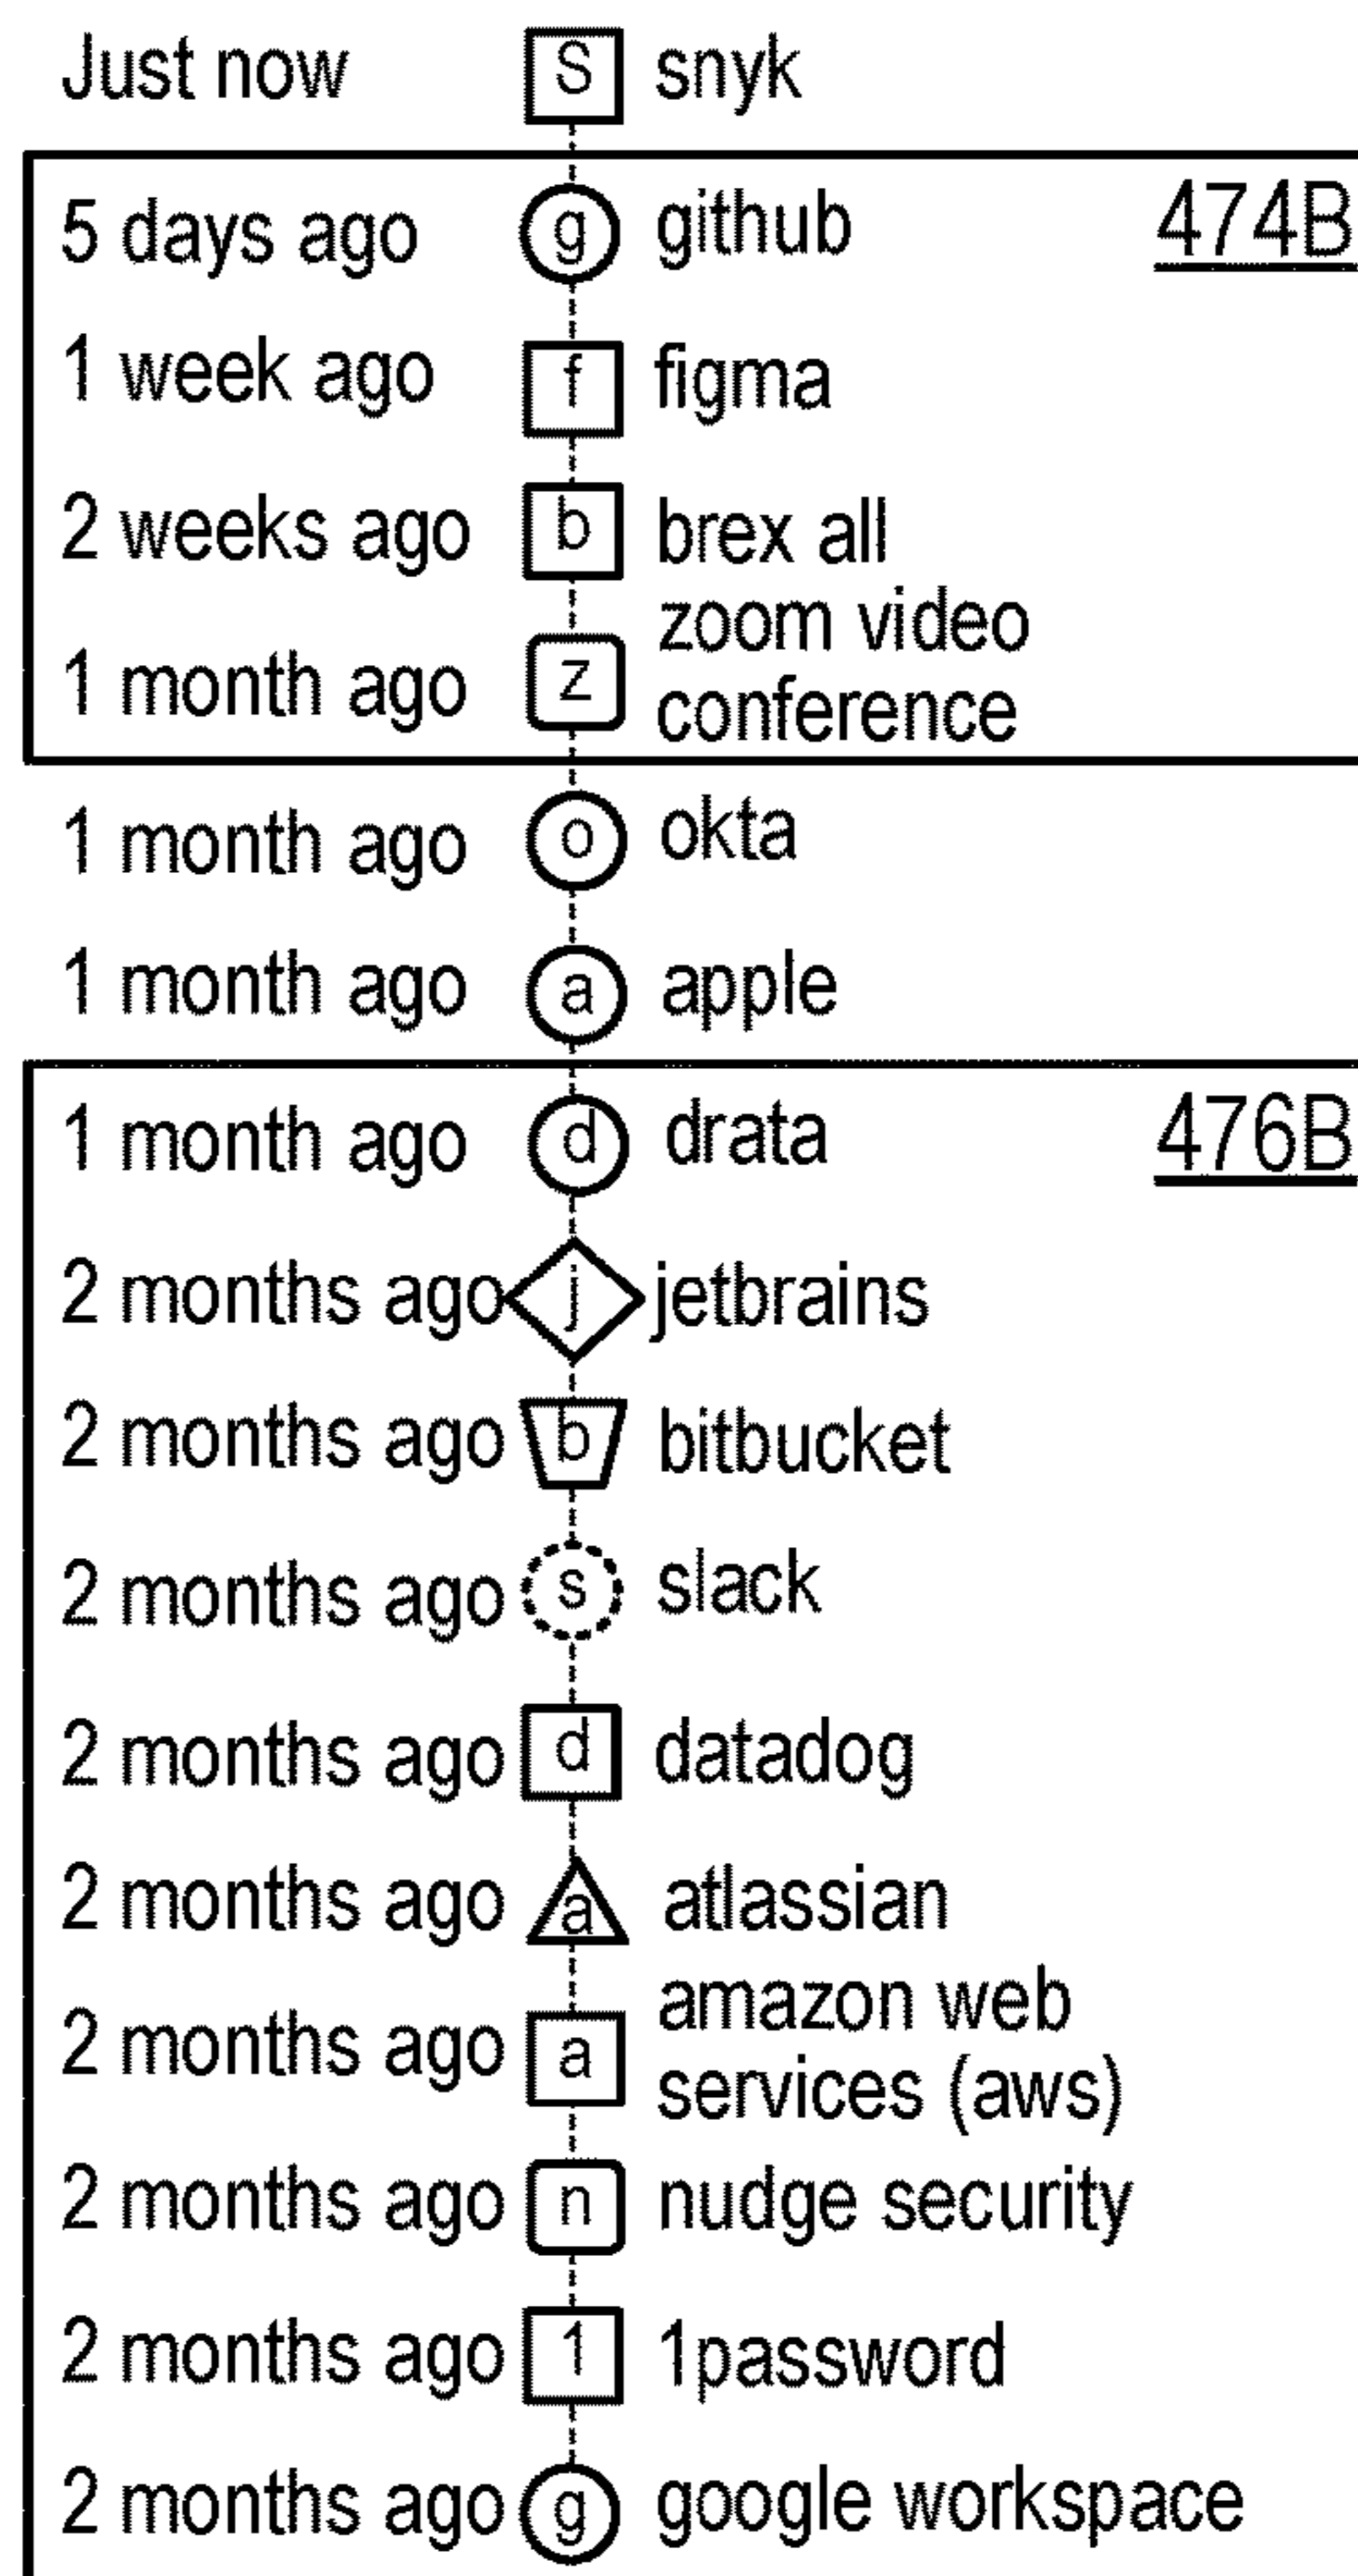 Just now S snyk
5 days ago g github 474B
1 week ago f figma
2 weeks ago b brex all
1 month ago z zoom video
conference
1 month ago o okta
1 month ago a apple
1 month ago d drata 476B
2 months ago j jetbrains
2 months ago b bitbucket
2 months ago s slack
2 months ago d datadog
2 months ago a atlassian
2 months ago a amazon web
services (aws)
2 months ago n nudge security
2 months ago 1 1password
2 months ago g google workspace